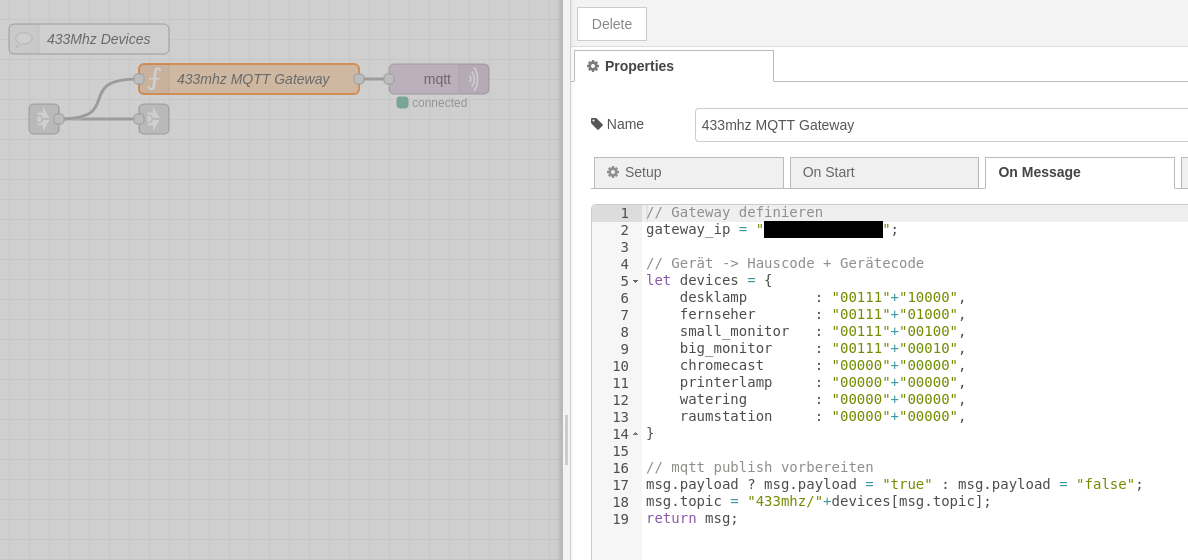 433Mhz Devices
433mhz MQTT Gateway
mqtt
connected
Delete
Properties
Name
433mhz MQTT Gateway
Setup
On Start
On Message
1 // Gateway definieren
2 gateway_ip = "";
3
4 // Gerät -> Hauscode + Gerätecode
5 let devices = {
6 desklamp : "00111"+"10000",
7 fernseher : "00111"+"01000",
8 small_monitor : "00111"+"00100",
9 big_monitor : "00111"+"00010",
10 chromecast : "00000"+"00000",
11 printerlamp : "00000"+"00000",
12 watering : "00000"+"00000",
13 raumstation : "00000"+"00000",
14 }
15
16 // mqtt publish vorbereiten
17 msg.payload ? msg.payload = "true" : msg.payload = "false";
18 msg.topic = "433mhz/"+devices[msg.topic];
19 return msg;